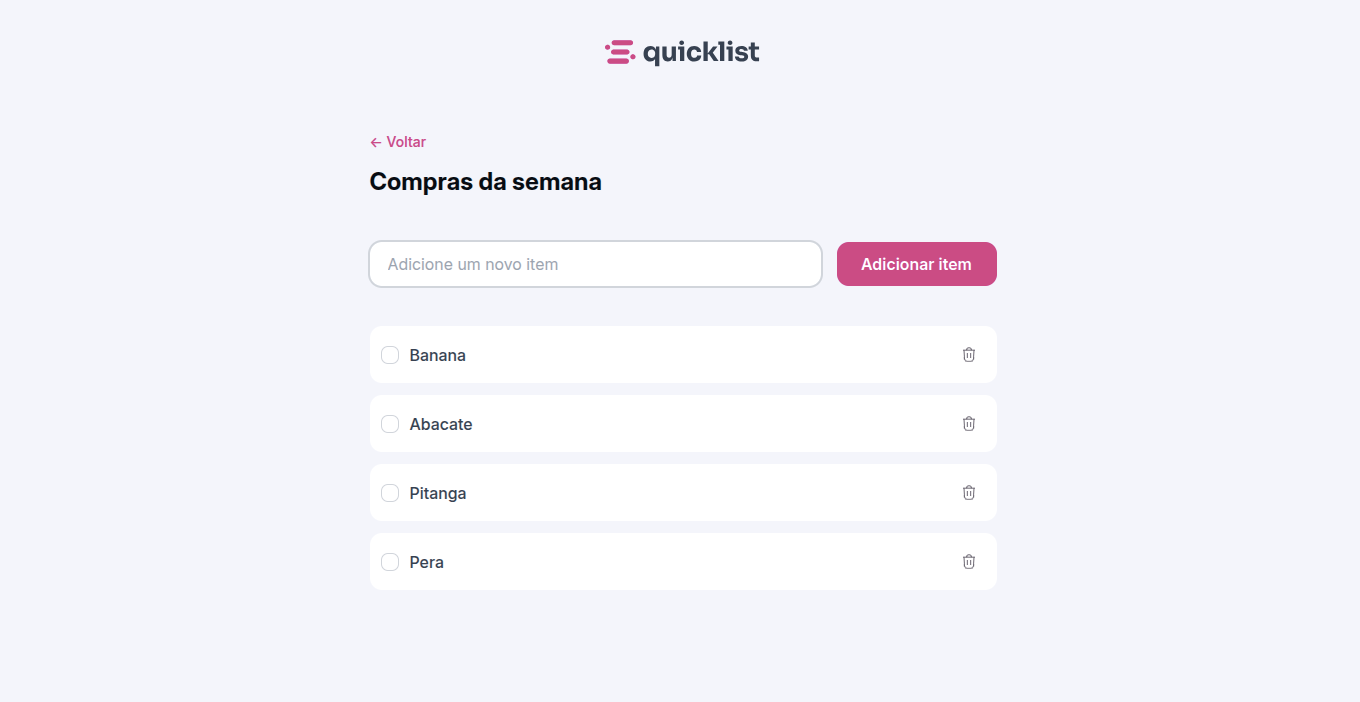 quicklist
← Voltar
Compras da semana
Adicione um novo item
Adicionar item
Banana
Abacate
Pitanga
Pera